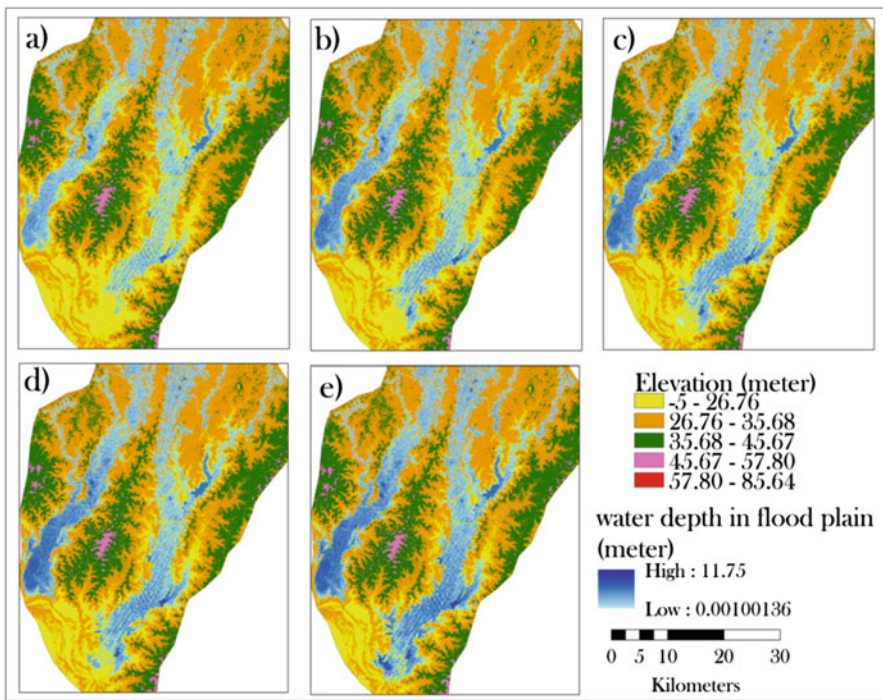 a)
b)
c)
d)
e)
Elevation (meter)
-5 - 26.76
26.76 - 35.68
35.68 - 45.67
45.67 - 57.80
57.80 - 85.64
water depth in flood plain
(meter)
High : 11.75
Low : 0.00100136
0 5 10 20 30
Kilometers